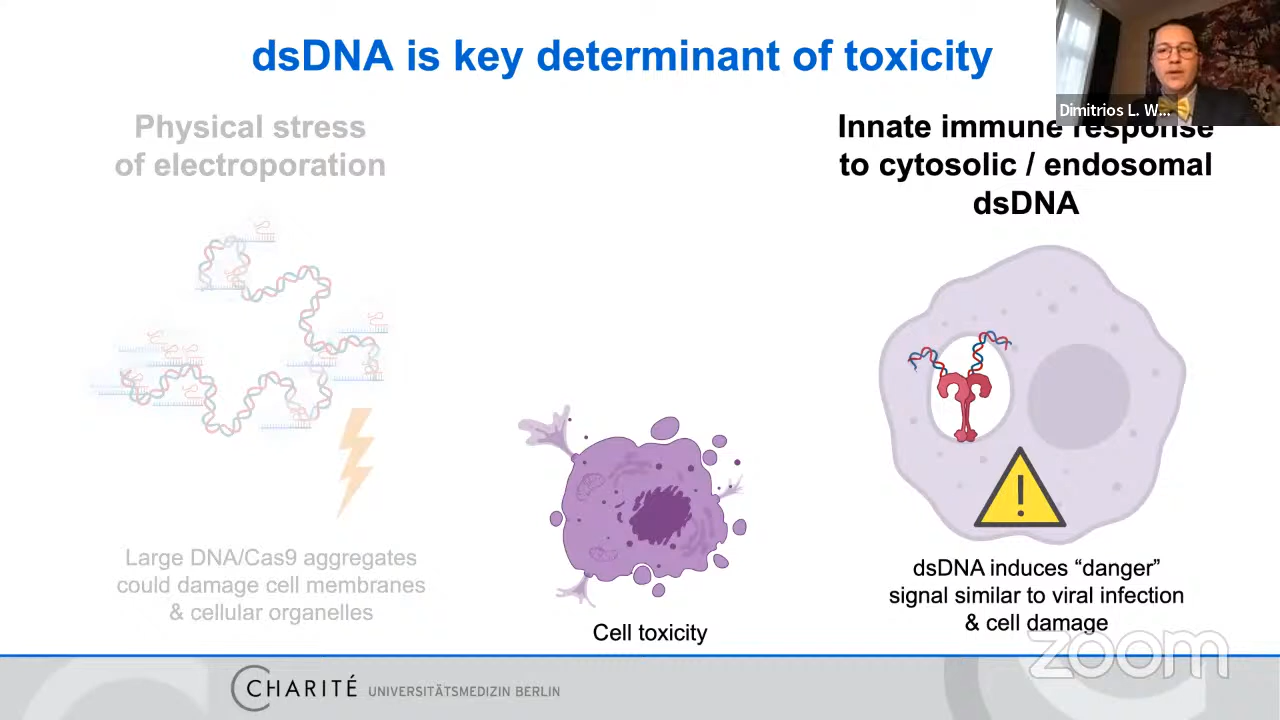 dsDNA is key determinant of toxicity
Dimitrios L. W...
Physical stress
of electroporation
Innate immune response
to cytosolic / endosomal
dsDNA
Large DNA/Cas9 aggregates
could damage cell membranes
& cellular organelles
Cell toxicity
!
dsDNA induces “danger”
signal similar to viral infection
& cell damage
zoom
CHARITÉ UNIVERSITÄTSMEDIZIN BERLIN